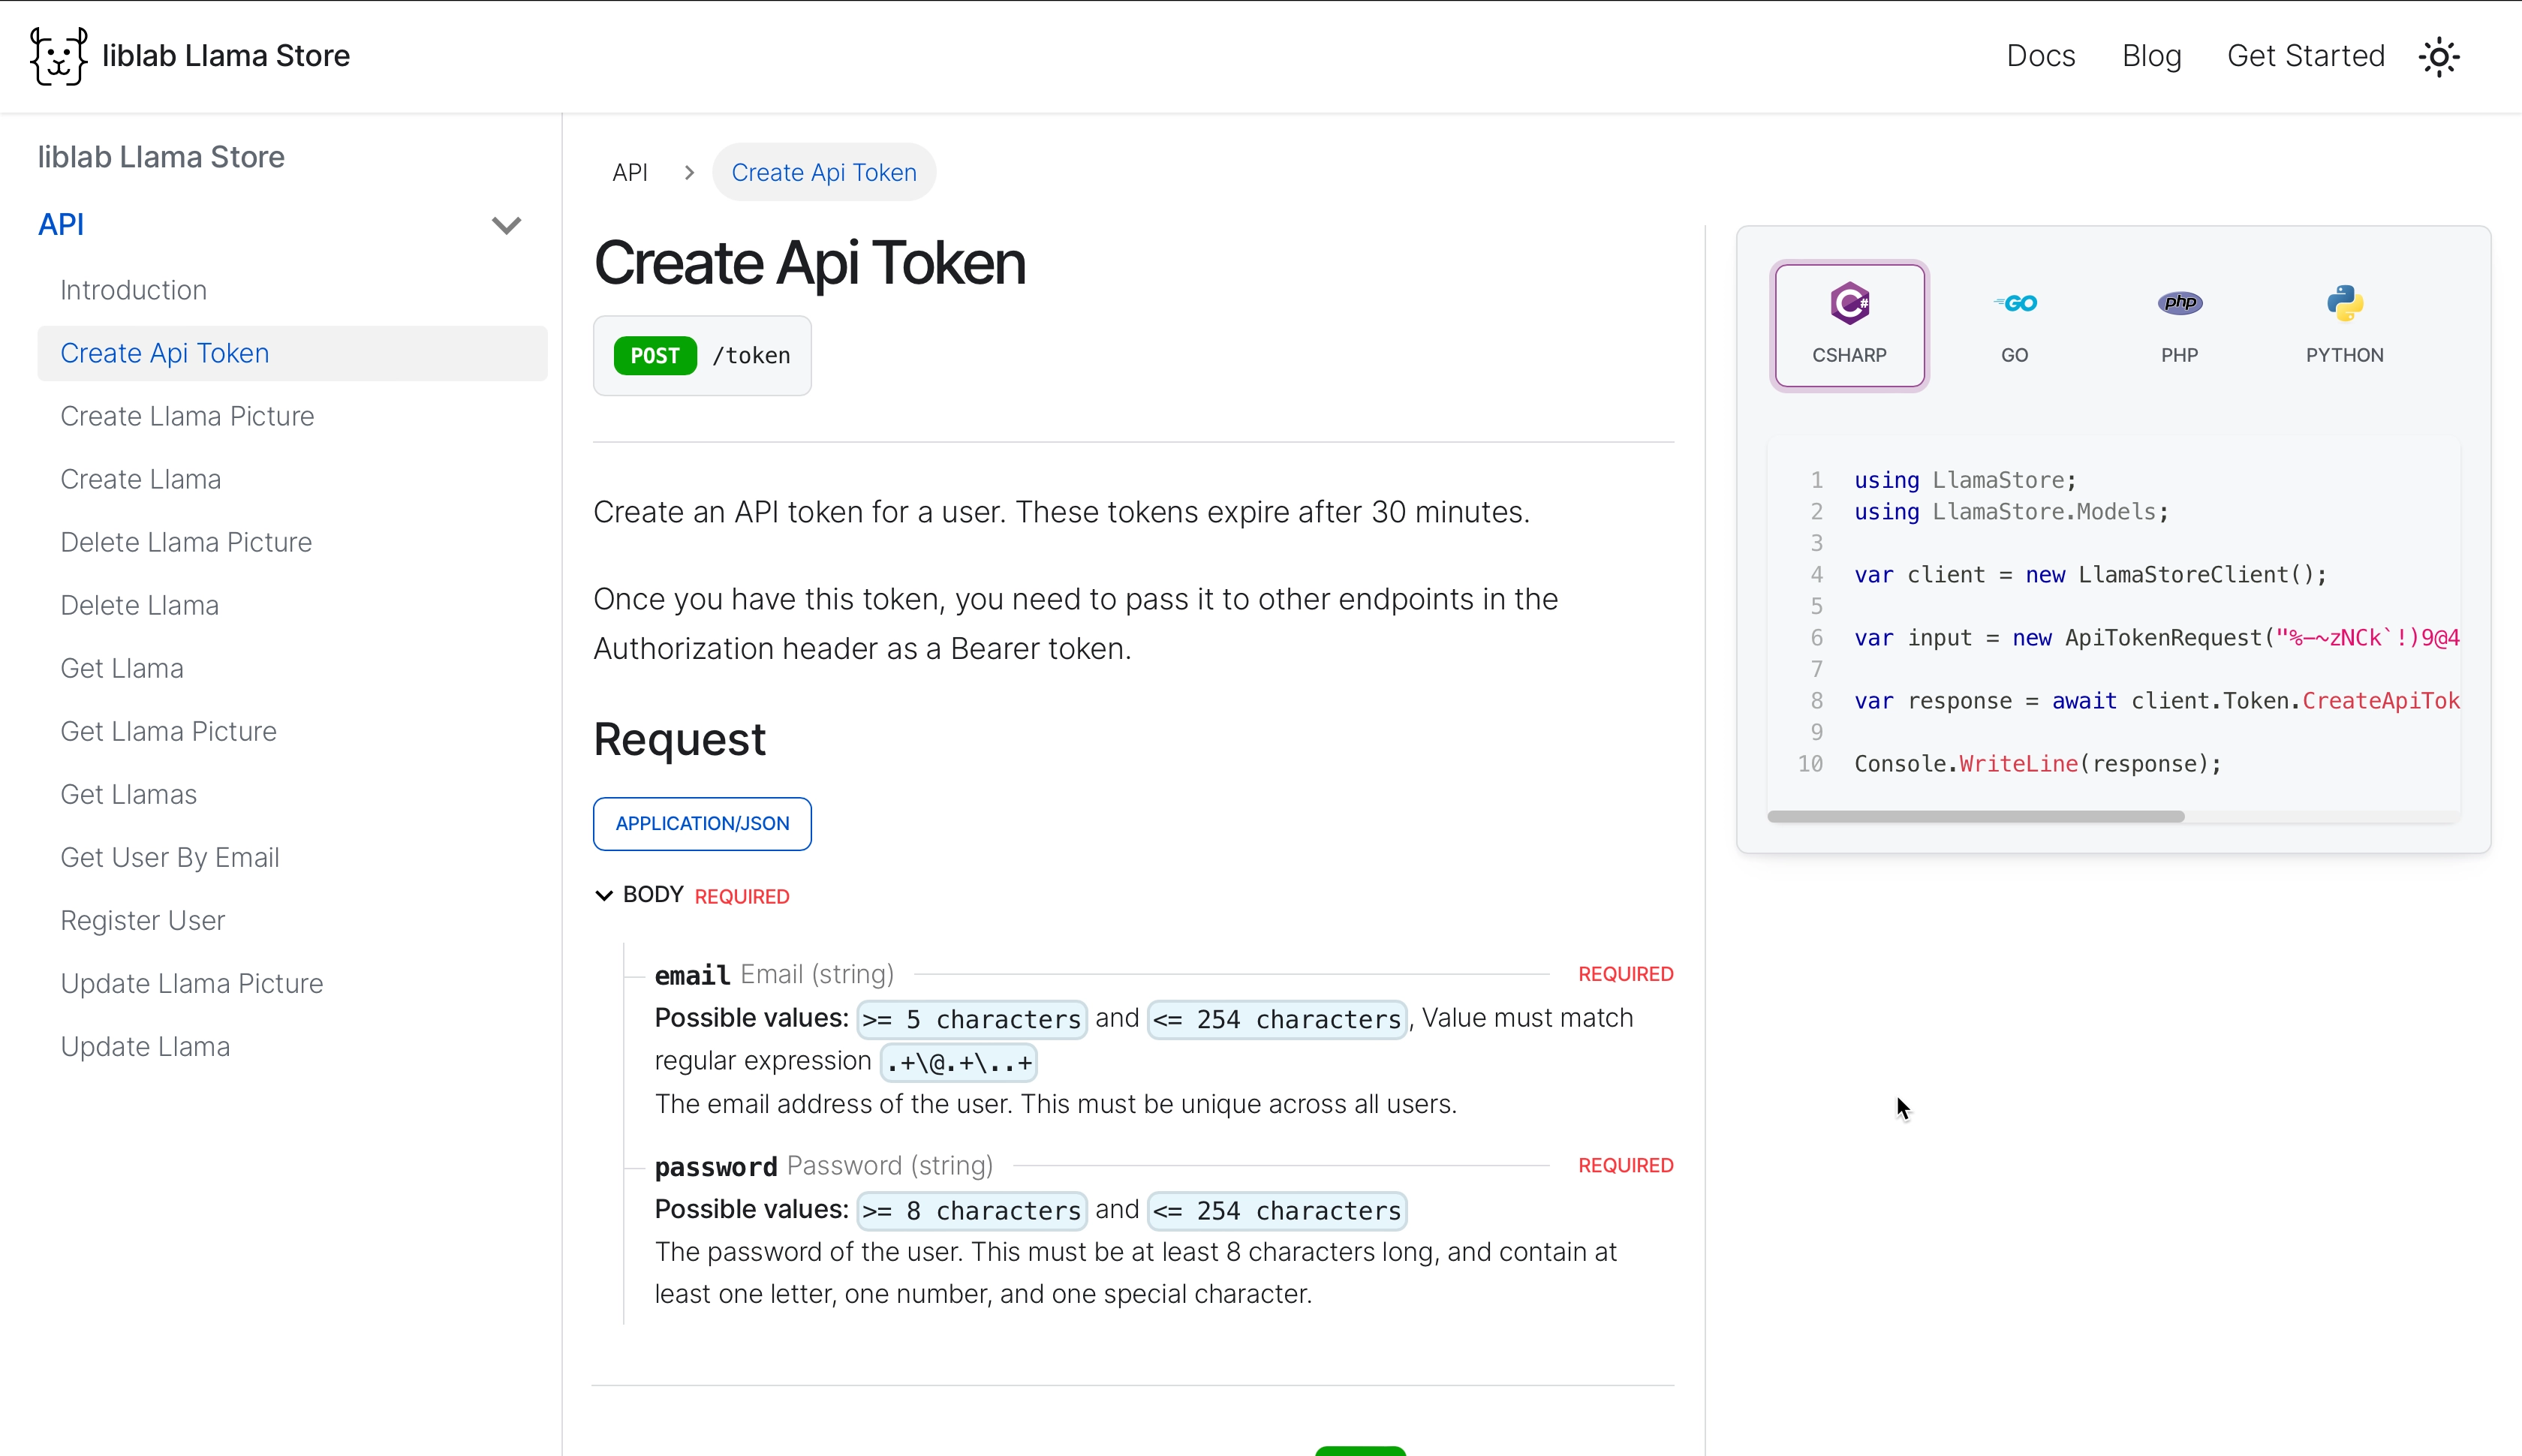 liblab Llama Store
Docs Blog Get Started
liblab Llama Store
API
Introduction
Create Api Token
Create Llama Picture
Create Llama
Delete Llama Picture
Delete Llama
Get Llama
Get Llama Picture
Get Llamas
Get User By Email
Register User
Update Llama Picture
Update Llama
API > Create Api Token
Create Api Token
POST /token
Create an API token for a user. These tokens expire after 30 minutes.
Once you have this token, you need to pass it to other endpoints in the
Authorization header as a Bearer token.
Request
APPLICATION/JSON
BODY REQUIRED
email Email (string) REQUIRED
Possible values: >= 5 characters and <= 254 characters, Value must match
regular expression .+\@.+\..+
The email address of the user. This must be unique across all users.
password Password (string) REQUIRED
Possible values: >= 8 characters and <= 254 characters
The password of the user. This must be at least 8 characters long, and contain at
least one letter, one number, and one special character.
C# GO php
CSHARP GO PHP PYTHON
1 using LlamaStore;
2 using LlamaStore.Models;
3
4 var client = new LlamaStoreClient();
5
6 var input = new ApiTokenRequest("%—~zNCk`!)9@4
7
8 var response = await client.Token.CreateApiTok
9
10 Console.WriteLine(response);